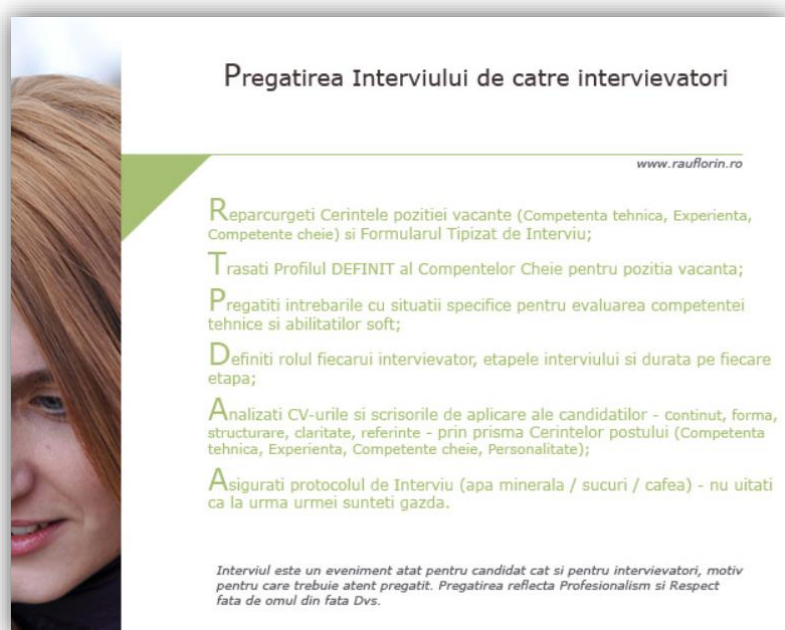 Pregatirea Interviului de catre intervievatori
www.rauflorin.ro
Reparcurgeti Cerintele pozitiei vacante (Competenta tehnica, Experienta,
Competente cheie) si Formularul Tipizat de Interviu;
Trasati Profilul DEFINIT al Compentelor Cheie pentru pozitia vacanta;
Pregatiti intrebarile cu situatii specifice pentru evaluarea competentei
tehnice si abilitatilor soft;
Definiti rolul fiecarui intervievator, etapele interviului si durata pe fiecare
etapa;
Analizati CV-urile si scrisorile de aplicare ale candidatilor - continut, forma,
structurare, claritate, referinte - prin prisma Cerintelor postului (Competenta
tehnica, Experienta, Competente cheie, Personalitate);
Asigurati protocolul de Interviu (apa minerala / sucuri / cafea) - nu uitati
ca la urma urmei sunteti gazda.
Interviul este un eveniment atat pentru candidat cat si pentru intervievatori, motiv
pentru care trebuie atent pregatit. Pregatirea reflecta Profesionalism si Respect
fata de omul din fata Dvs.